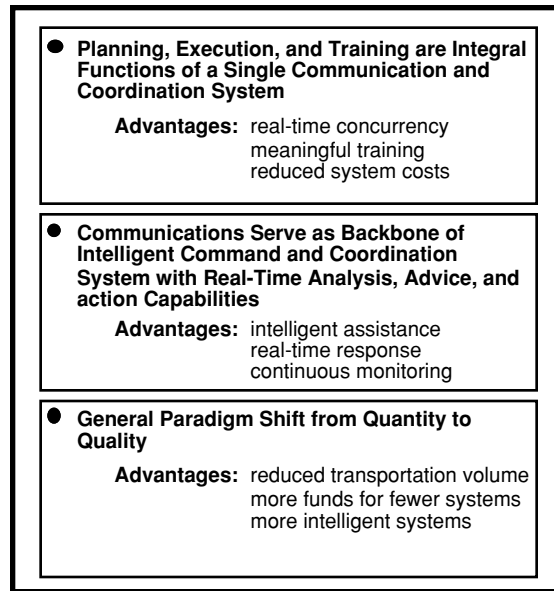 ● Planning, Execution, and Training are Integral
Functions of a Single Communication and
Coordination System
Advantages: real-time concurrency
meaningful training
reduced system costs
● Communications Serve as Backbone of
Intelligent Command and Coordination
System with Real-Time Analysis, Advice, and
action Capabilities
Advantages: intelligent assistance
real-time response
continuous monitoring
● General Paradigm Shift from Quantity to
Quality
Advantages: reduced transportation volume
more funds for fewer systems
more intelligent systems